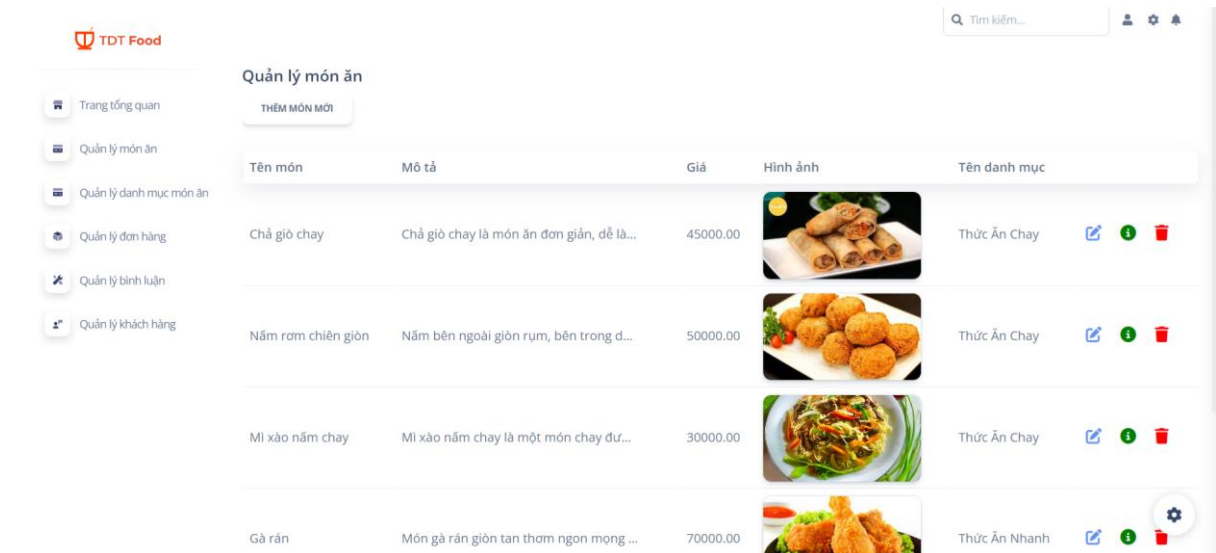 TDT Food
Tìm kiếm...
Trang tổng quan
Quản lý món ăn
Quản lý danh mục món ăn
Quản lý đơn hàng
Quản lý bình luận
Quản lý khách hàng
Quản lý món ăn
THÊM MÓN MỚI
Tên món Mô tả Giá Hình ảnh Tên danh mục
Chả giò chay Chả giò chay là món ăn đơn giản, dễ là... 45000.00 Thức Ăn Chay
Nấm rơm chiên giòn Nấm bên ngoài giòn rụm, bên trong d... 50000.00 Thức Ăn Chay
Mì xào nấm chay Mì xào nấm chay là một món chay đư... 30000.00 Thức Ăn Chay
Gà rán Món gà rán giòn tan thơm ngon mọng ... 70000.00 Thức Ăn Nhanh